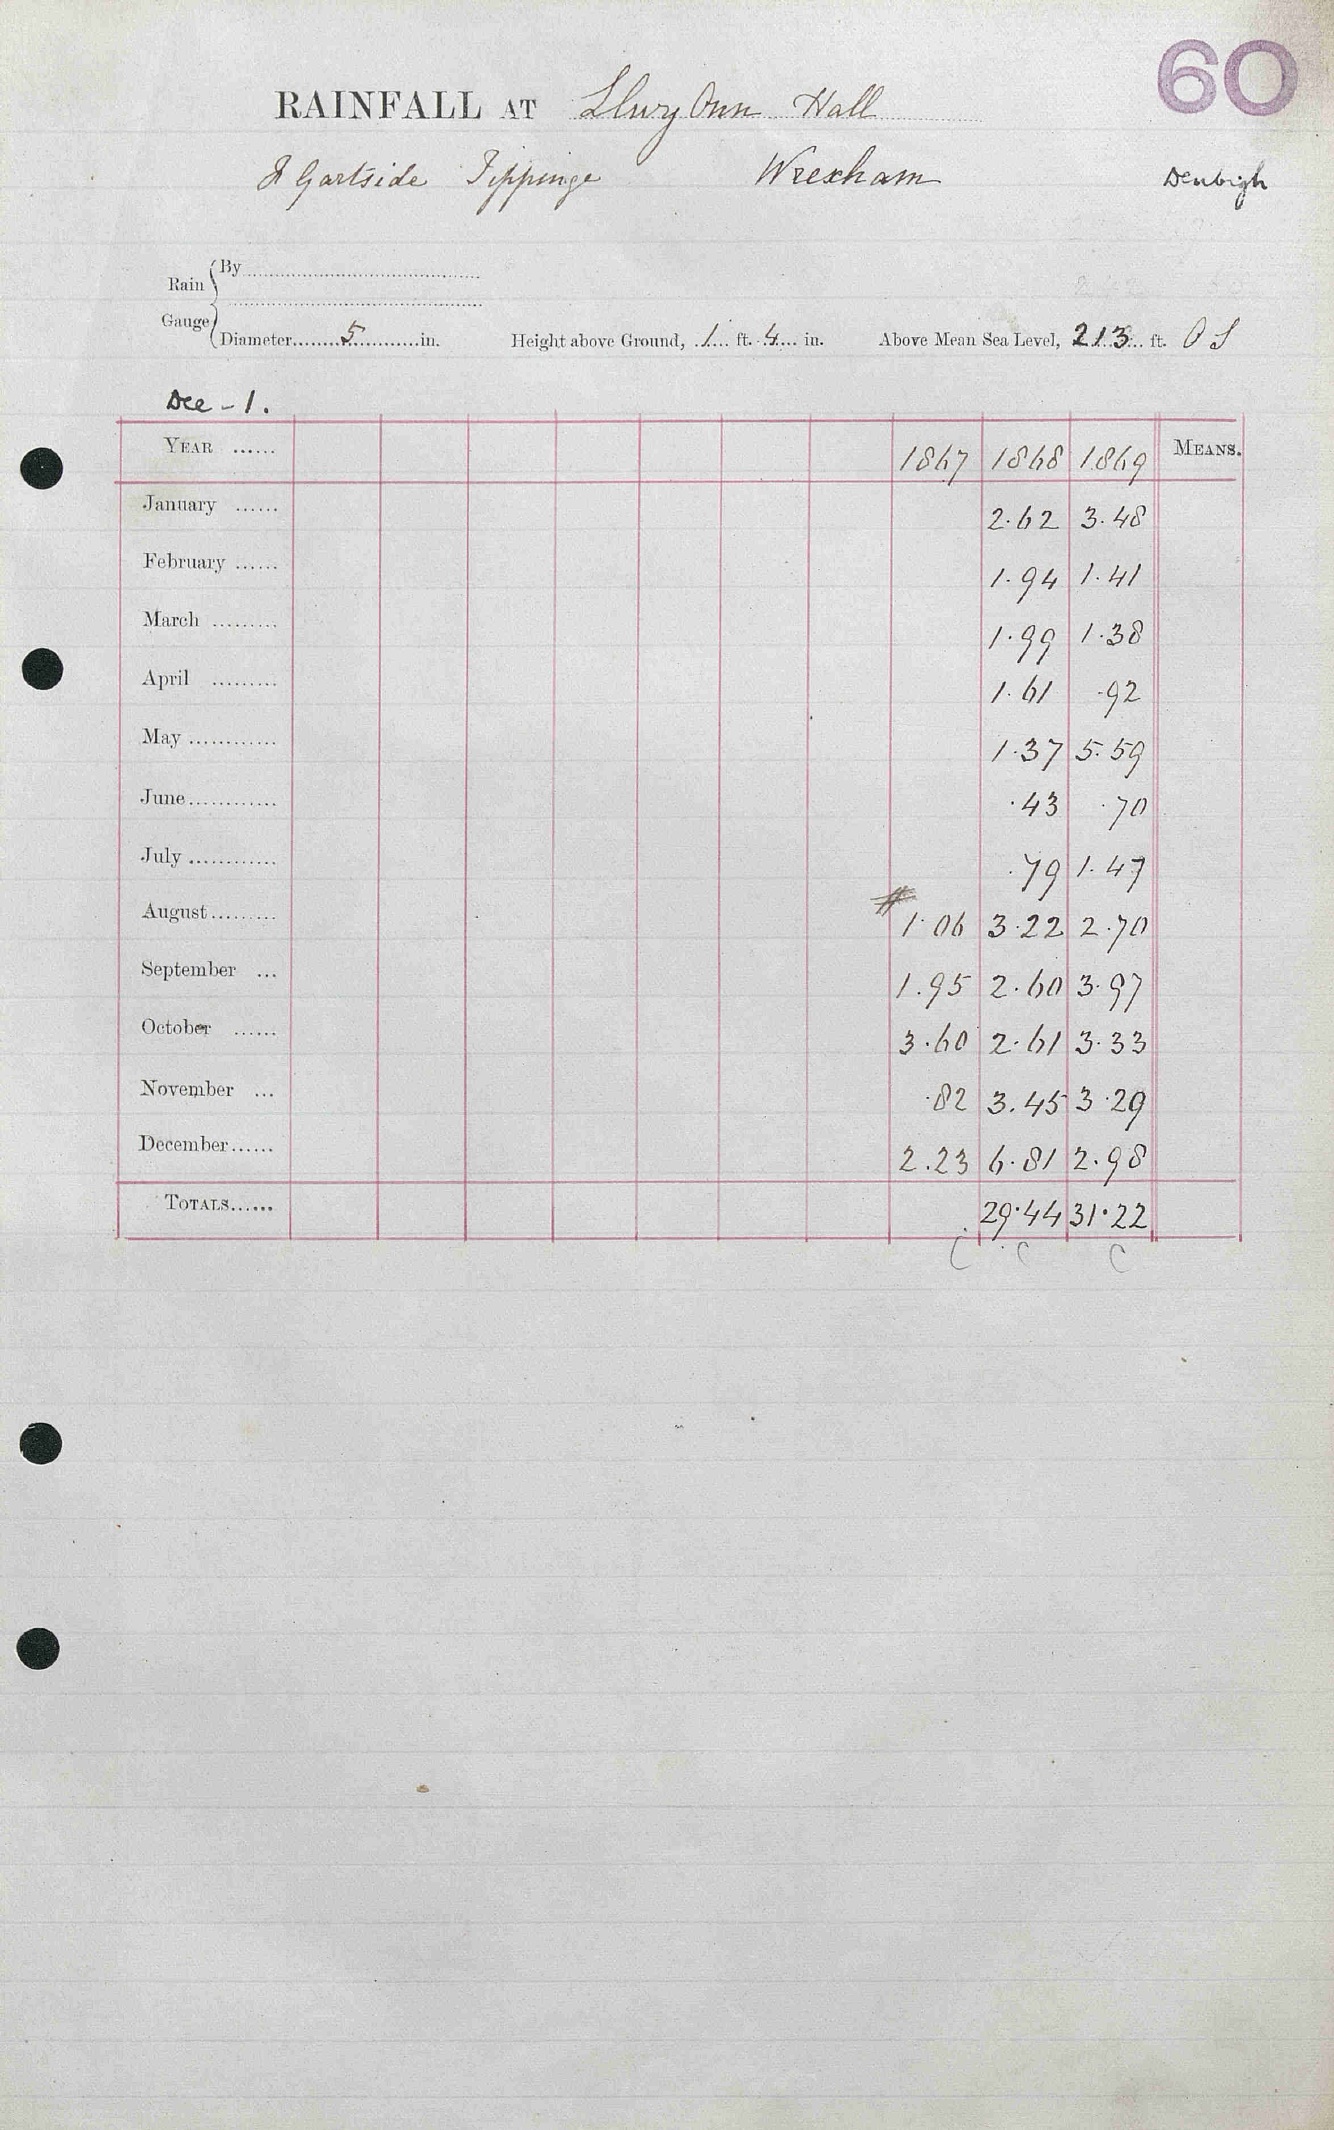 60
RAINFALL AT Llwyn Onn Hall
Gartside Tippinge Wrexham Denbigh
Rain Gauge { By
Diameter 5 in. Height above Ground, 1 ft. 4 in. Above Mean Sea Level, 213 ft. O S
Dee - 1.
YEAR ...... 1867 1868 1869 MEANS.
January ...... 2.62 3.48
February ...... 1.94 1.41
March ......... 1.99 1.38
April ......... 1.61 .92
May ............ 1.37 5.59
June ............ .43 .70
July ............ .79 1.47
August ......... # 1.06 3.22 2.70
September ... 1.95 2.60 3.97
October ...... 3.60 2.61 3.33
November ... .82 3.45 3.29
December ...... 2.23 6.81 2.98
TOTALS ...... 29.44 31.22
C C C